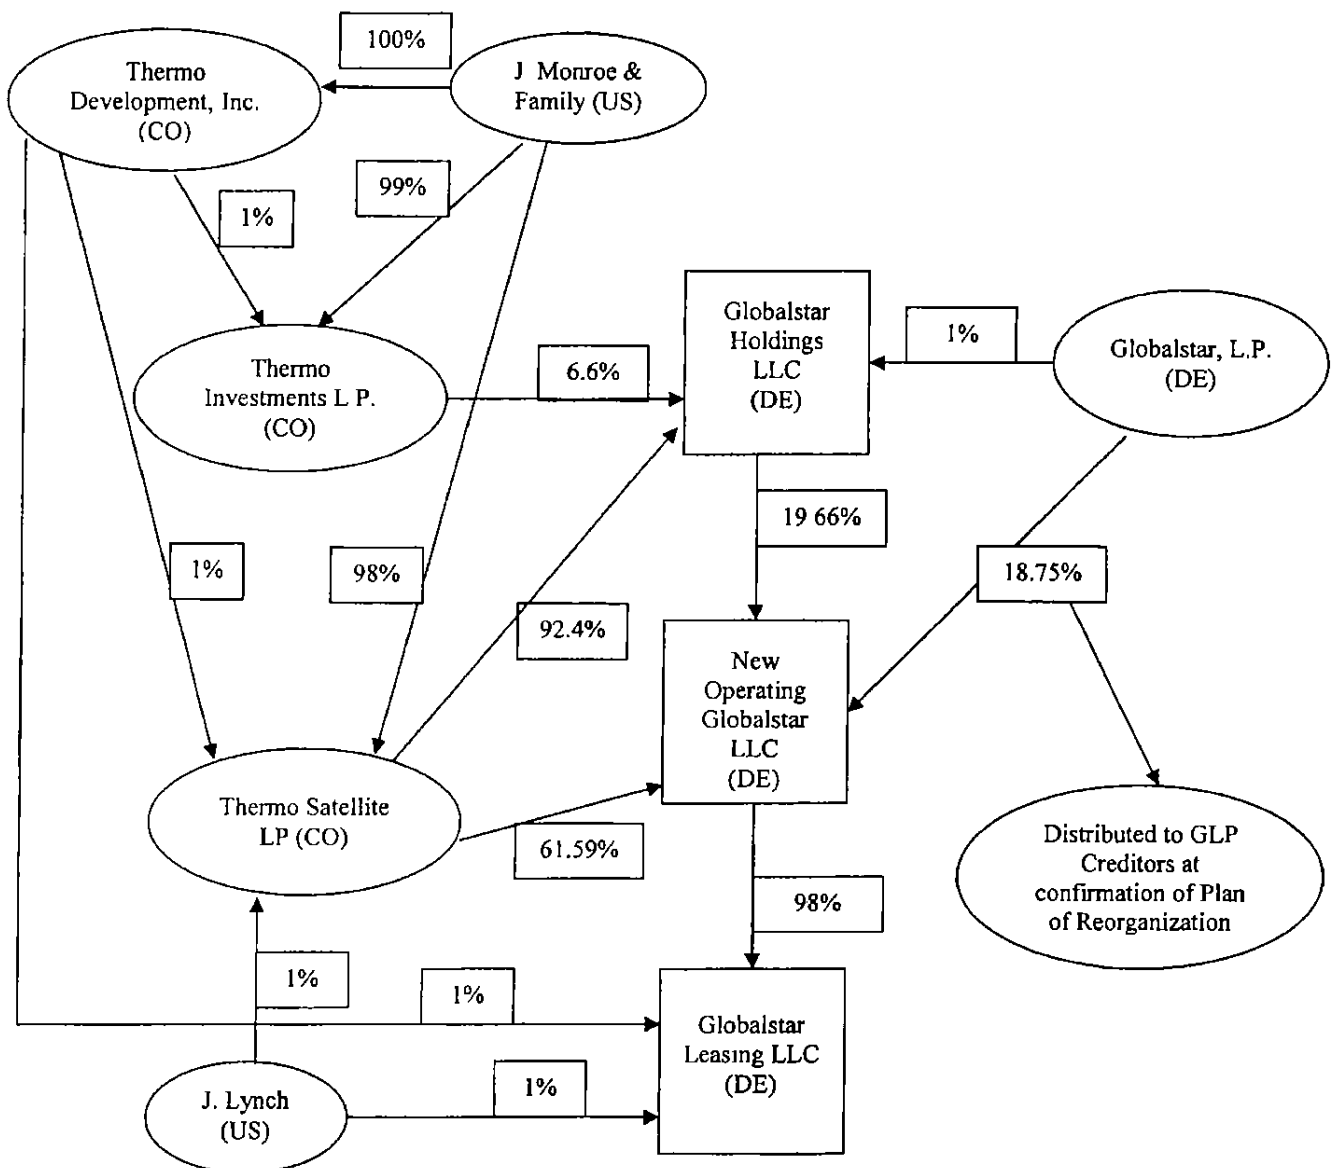 100%
Thermo
Development, Inc.
(CO)
J Monroe &
Family (US)
99%
1%
Globalstar
Holdings
LLC
(DE)
1%
Globalstar, L.P.
(DE)
Thermo
Investments L P.
(CO)
6.6%
19 66%
1%
98%
18.75%
92.4%
New
Operating
Globalstar
LLC
(DE)
Thermo Satellite
LP (CO)
61.59%
Distributed to GLP
Creditors at
confirmation of Plan
of Reorganization
98%
1%
1%
Globalstar
Leasing LLC
(DE)
1%
J. Lynch
(US)